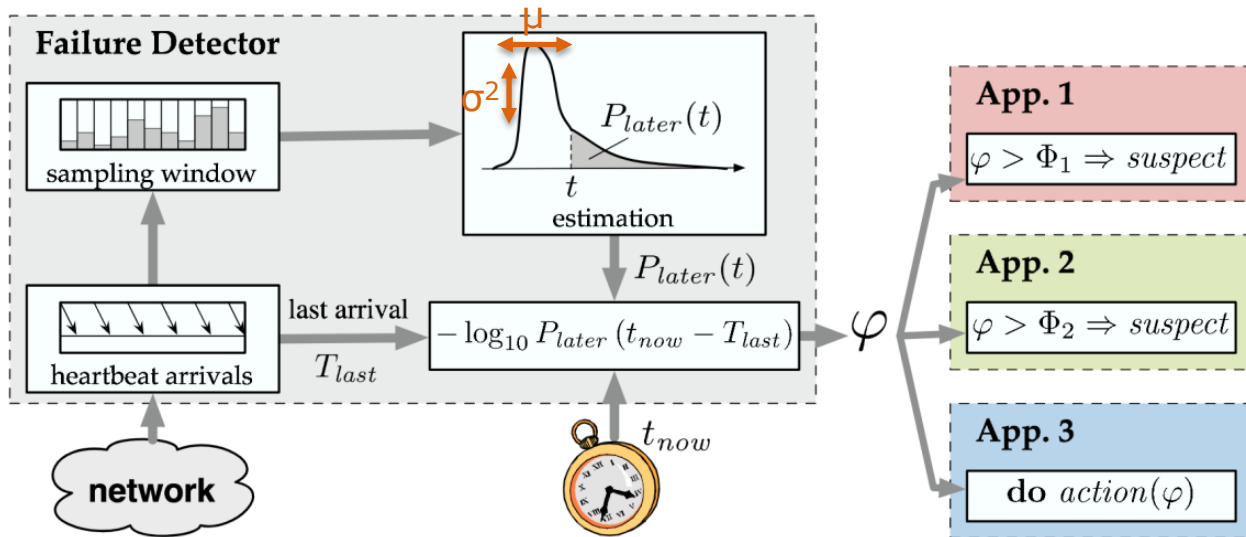 Failure Detector
sampling window
μ
σ²
P_later(t)
t
estimation
P_later(t)
heartbeat arrivals
last arrival
T_last
− log₁₀ P_later (t_now − T_last)
φ
network
t_now
App. 1
φ > Φ₁ ⇒ suspect
App. 2
φ > Φ₂ ⇒ suspect
App. 3
do action(φ)